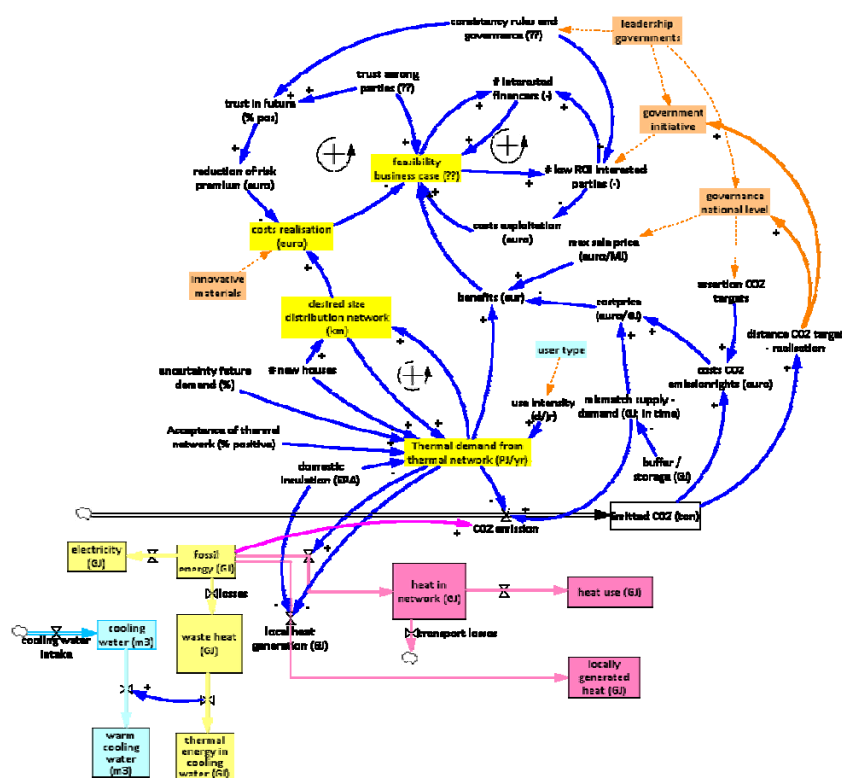 consistancy rules and
governance (??)
leadership
governments
trust among
parties (??)
# interested
financers (-)
trust in future
(% pos)
government
initiative
feasibility
business case (??)
# low ROI interested
parties (-)
reduction of risk
premium (euro)
governance
national level
costs realisation
(euro)
costs exploitation
(euro)
max sale price
(euro/MJ)
innovative
materials
assertion CO2
targets
benefits (eur)
costprice
(euro/GJ)
desired size
distribution network
(km)
distance CO2 target
- realisation
user type
uncertainty future
demand (%)
# new houses
costs CO2
emissionrights (euro)
use intensity
(d/yr)
mismatch supply -
demand (GJ; in time)
Acceptance of thermal
network (% positive)
Thermal demand from
thermal network (PJ/yr)
domestic
insulation (EPA)
buffer /
storage (GJ)
Emitted CO2 (ton)
CO2 emission
electricity
(GJ)
fossil
energy (GJ)
losses
heat in
network (GJ)
heat use (GJ)
cooling water
intake
cooling
water (m3)
waste heat
(GJ)
local heat
generation (GJ)
transport losses
locally
generated
heat (GJ)
warm
cooling
water (m3)
thermal
energy in
cooling
water (GJ)